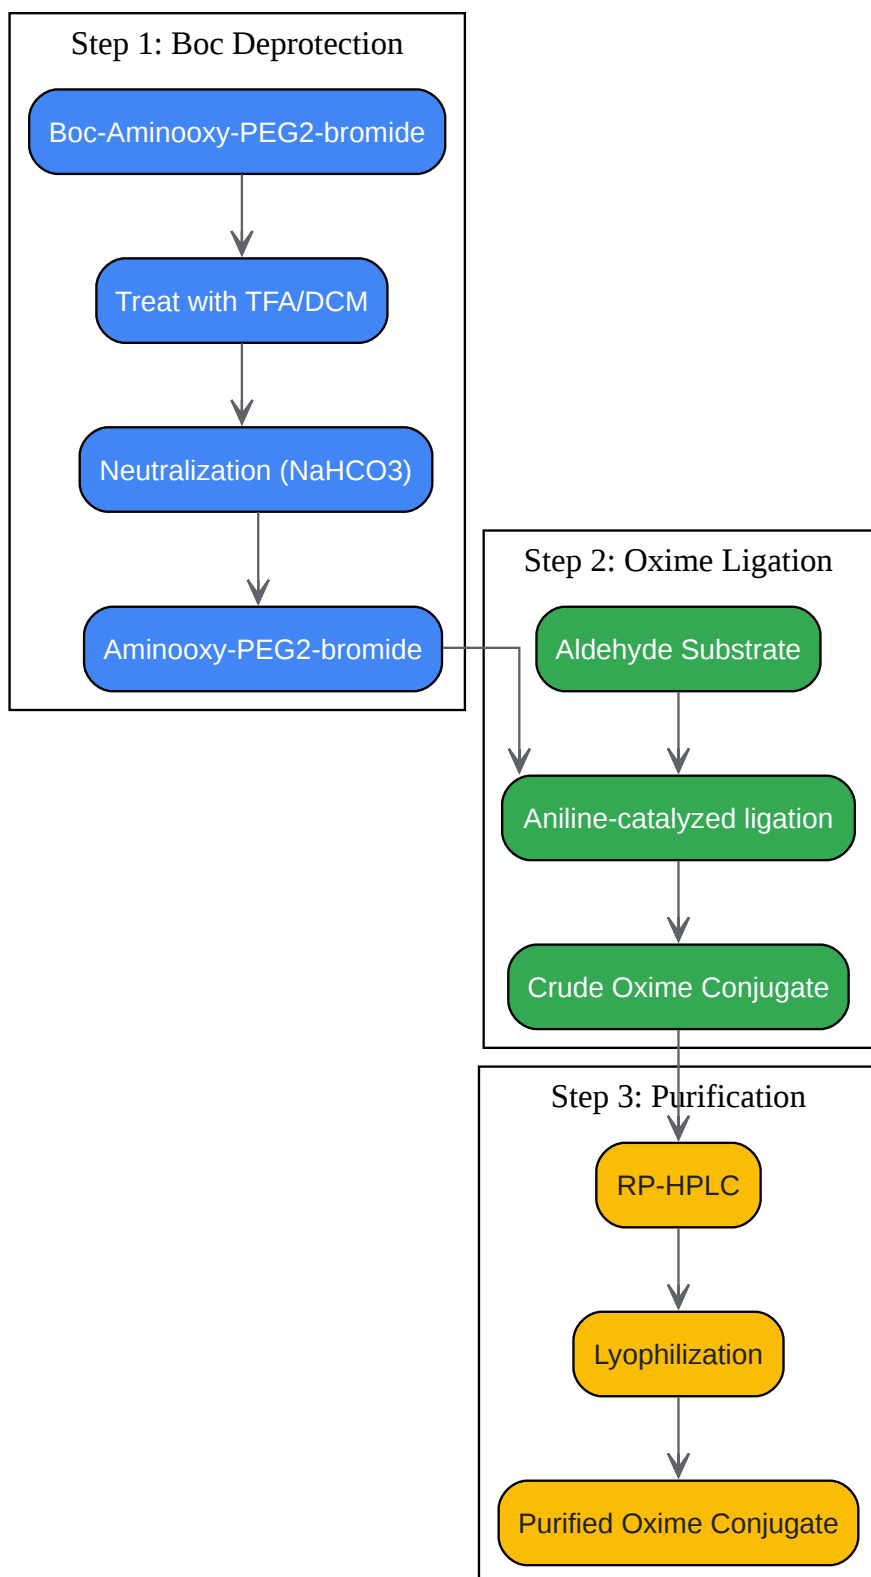 Step 1: Boc Deprotection
Boc-Aminooxy-PEG2-bromide
Treat with TFA/DCM
Neutralization (NaHCO3)
Aminooxy-PEG2-bromide
Step 2: Oxime Ligation
Aldehyde Substrate
Aniline-catalyzed ligation
Crude Oxime Conjugate
Step 3: Purification
RP-HPLC
Lyophilization
Purified Oxime Conjugate